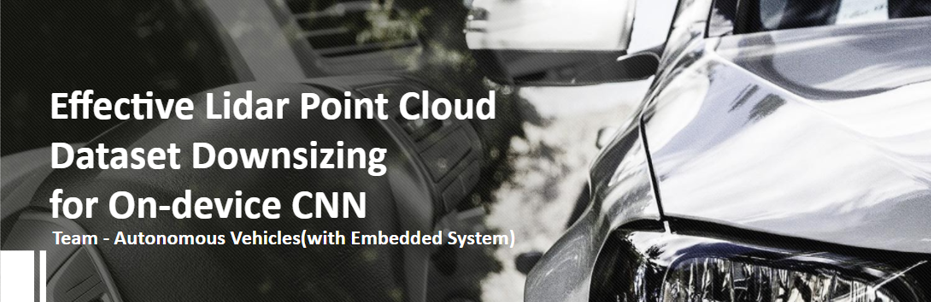 Effective Lidar Point Cloud
Dataset Downsizing
for On-device CNN
Team - Autonomous Vehicles(with Embedded System)